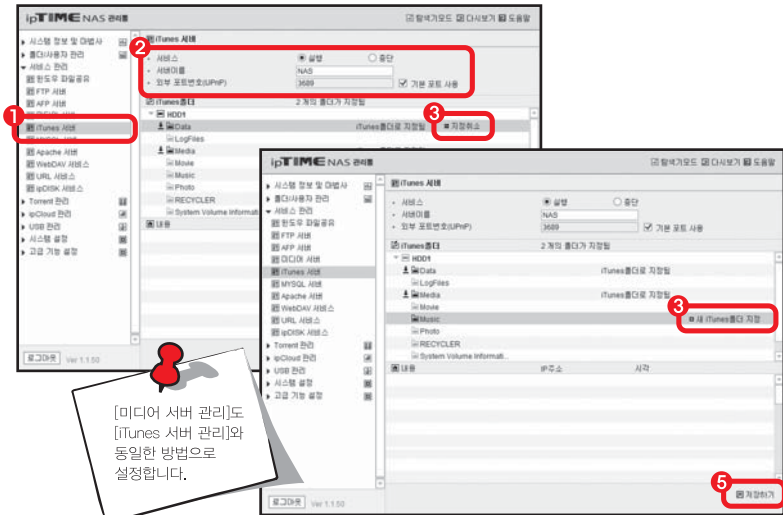 ipTIME NAS 관리툴
탐색기모드 다시보기 도움말
시스템 정보 및 마법사
폴더/사용자 관리
서비스 관리
윈도우 파일공유
FTP 서버
AFP 서버
iTunes 서버
Apache 서버
WebDAV 서비스
URL 서비스
ipDISK 서비스
Torrent 관리
ipCloud 관리
USB 관리
시스템 설정
고급 기능 설정
로그아웃 Ver 1.1.50
1
iTunes 서버
2
서비스 실행 중단
서버이름 NAS
외부 포트번호(UPnP) 3689 기본 포트 사용
iTunes폴더 2 개의 폴더가 지정됨
HDD1
3
Data iTunes폴더로 지정됨 지정취소
LogFiles
Media
Movie
Music
Photo
RECYCLER
System Volume Informati
내용
ipTIME NAS 관리툴
탐색기모드 다시보기 도움말
시스템 정보 및 마법사
폴더/사용자 관리
서비스 관리
윈도우 파일공유
FTP 서버
AFP 서버
미디어 서버
iTunes 서버
MYSQL 서버
Apache 서버
WebDAV 서비스
URL 서비스
ipDISK 서비스
Torrent 관리
ipCloud 관리
USB 관리
시스템 설정
고급 기능 설정
로그아웃 Ver 1.1.50
iTunes 서버
서비스 실행 중단
서버이름 NAS
외부 포트번호(UPnP) 3689 기본 포트 사용
iTunes폴더 2 개의 폴더가 지정됨
HDD1
Data iTunes폴더로 지정됨
LogFiles
Media iTunes폴더로 지정됨
Movie
3
Music 새 iTunes폴더 지정
Photo
RECYCLER
System Volume Informati..
내용 IP주소 시각
5
저장하기
[미디어 서버 관리]도
[iTunes 서버 관리]와
동일한 방법으로
설정합니다.